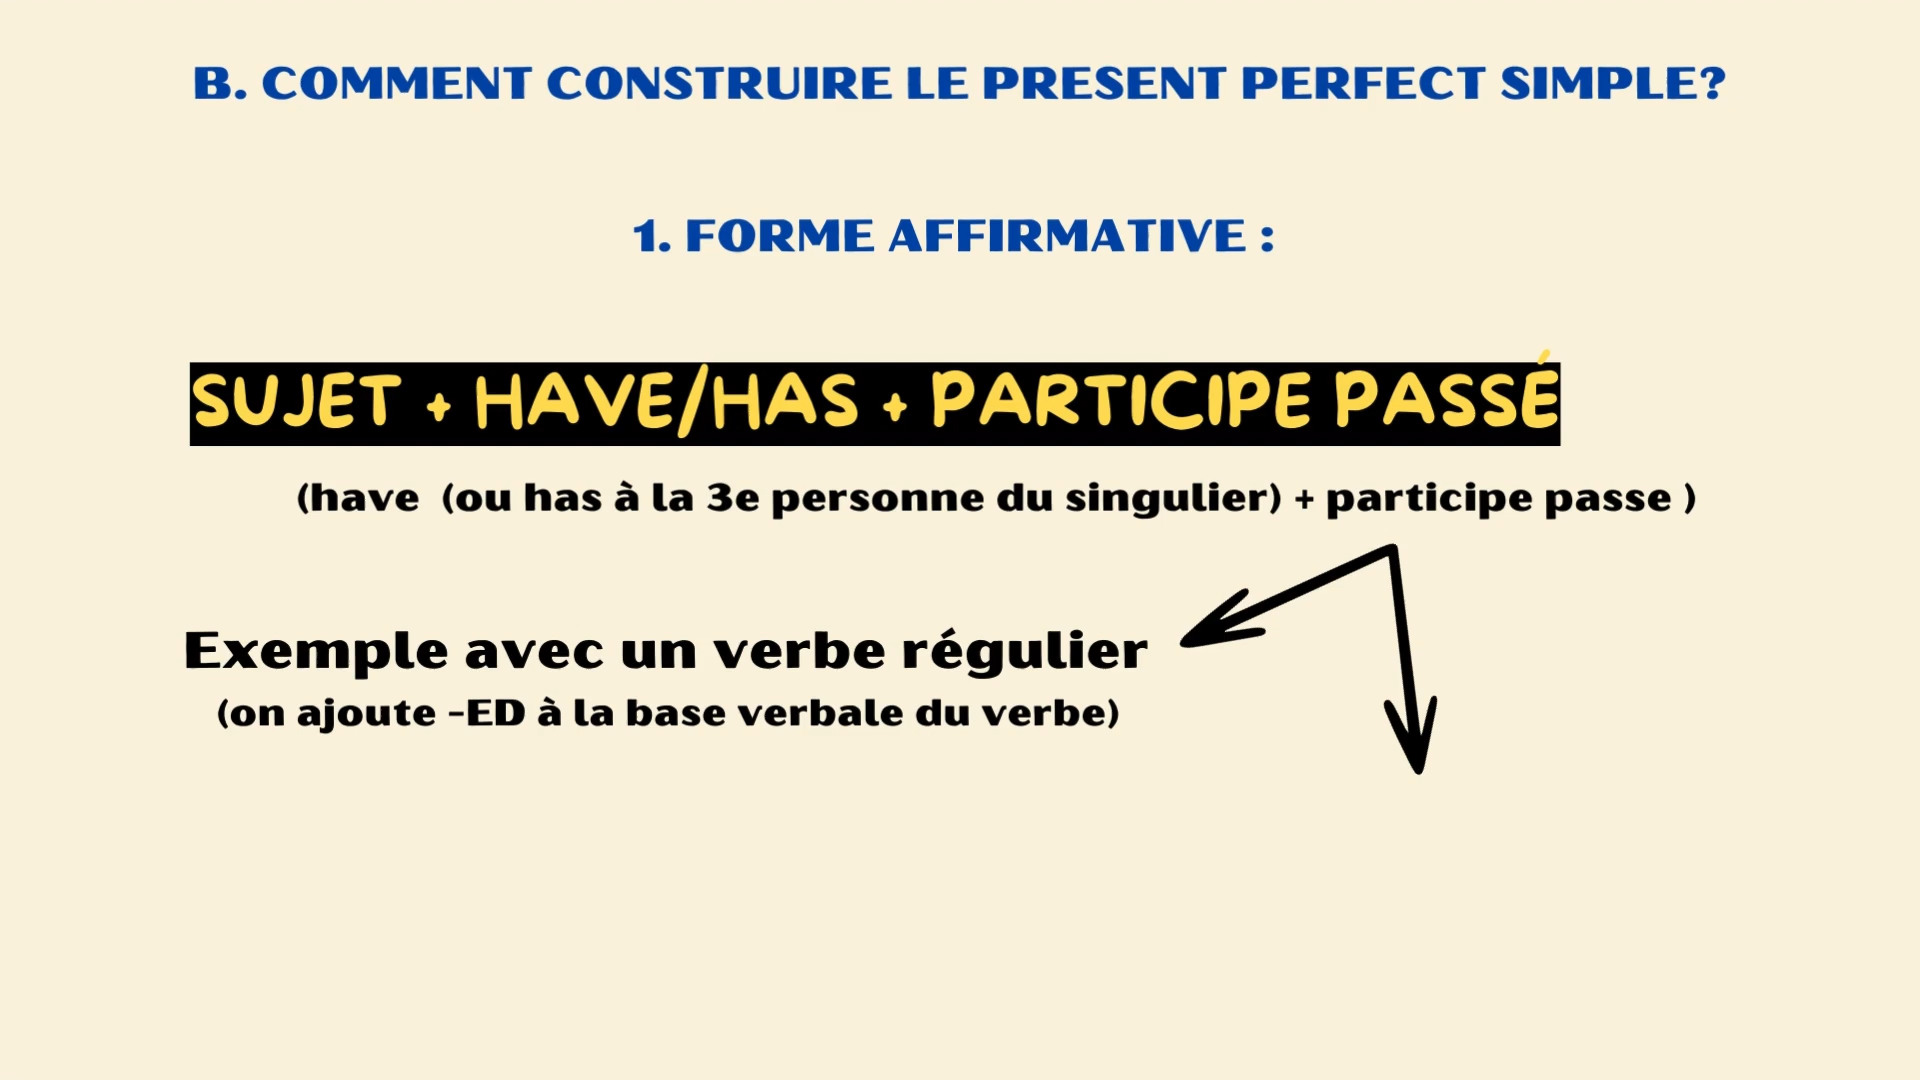 B. COMMENT CONSTRUIRE LE PRESENT PERFECT SIMPLE?
1. FORME AFFIRMATIVE :
SUJET + HAVE/HAS + PARTICIPE PASSÉ
(have (ou has à la 3e personne du singulier) + participe passe )
Exemple avec un verbe régulier
(on ajoute -ED à la base verbale du verbe)